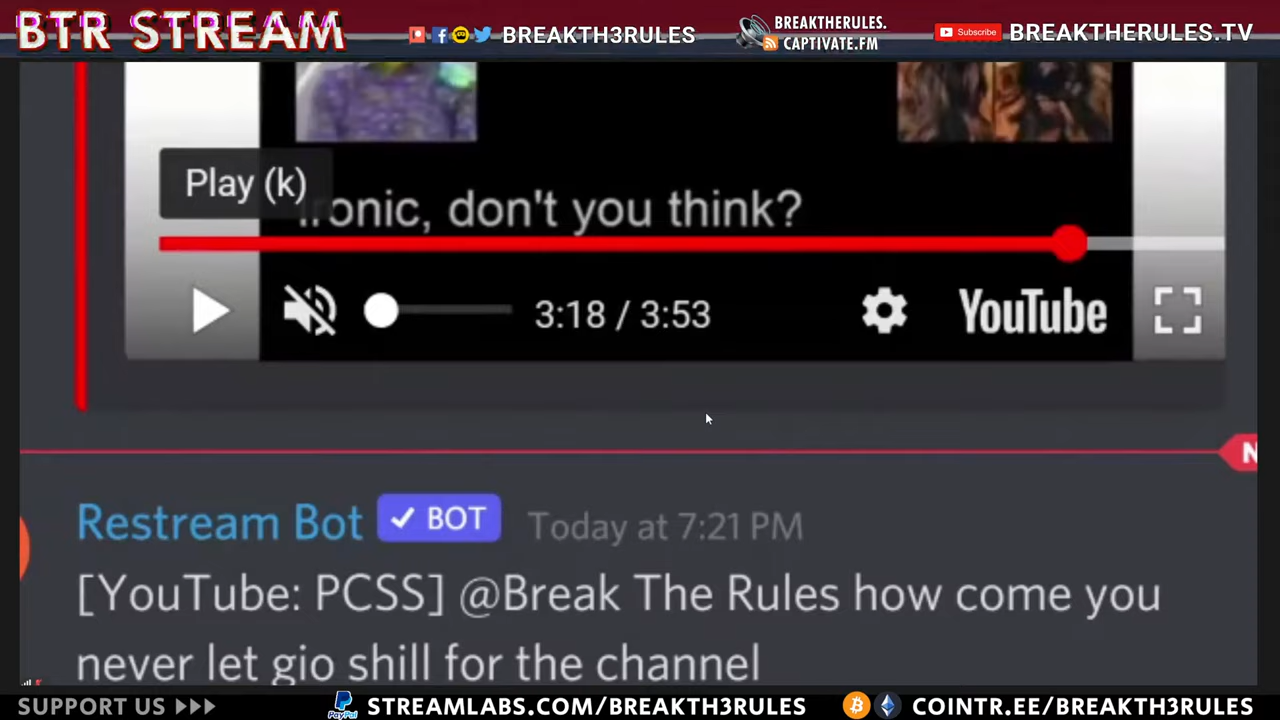 BTR STREAM
BREAKTH3RULES
BREAKTHERULES.
CAPTIVATE.FM
Subscribe
BREAKTHERULES.TV
Play (k)
ronic, don't you think?
3:18 / 3:53
YouTube
N
Restream Bot
BOT
Today at 7:21 PM
[YouTube: PCSS] @Break The Rules how come you
never let gio shill for the channel
SUPPORT US
PayPal
STREAMLABS.COM/BREAKTH3RULES
COINTR.EE/BREAKTH3RULES